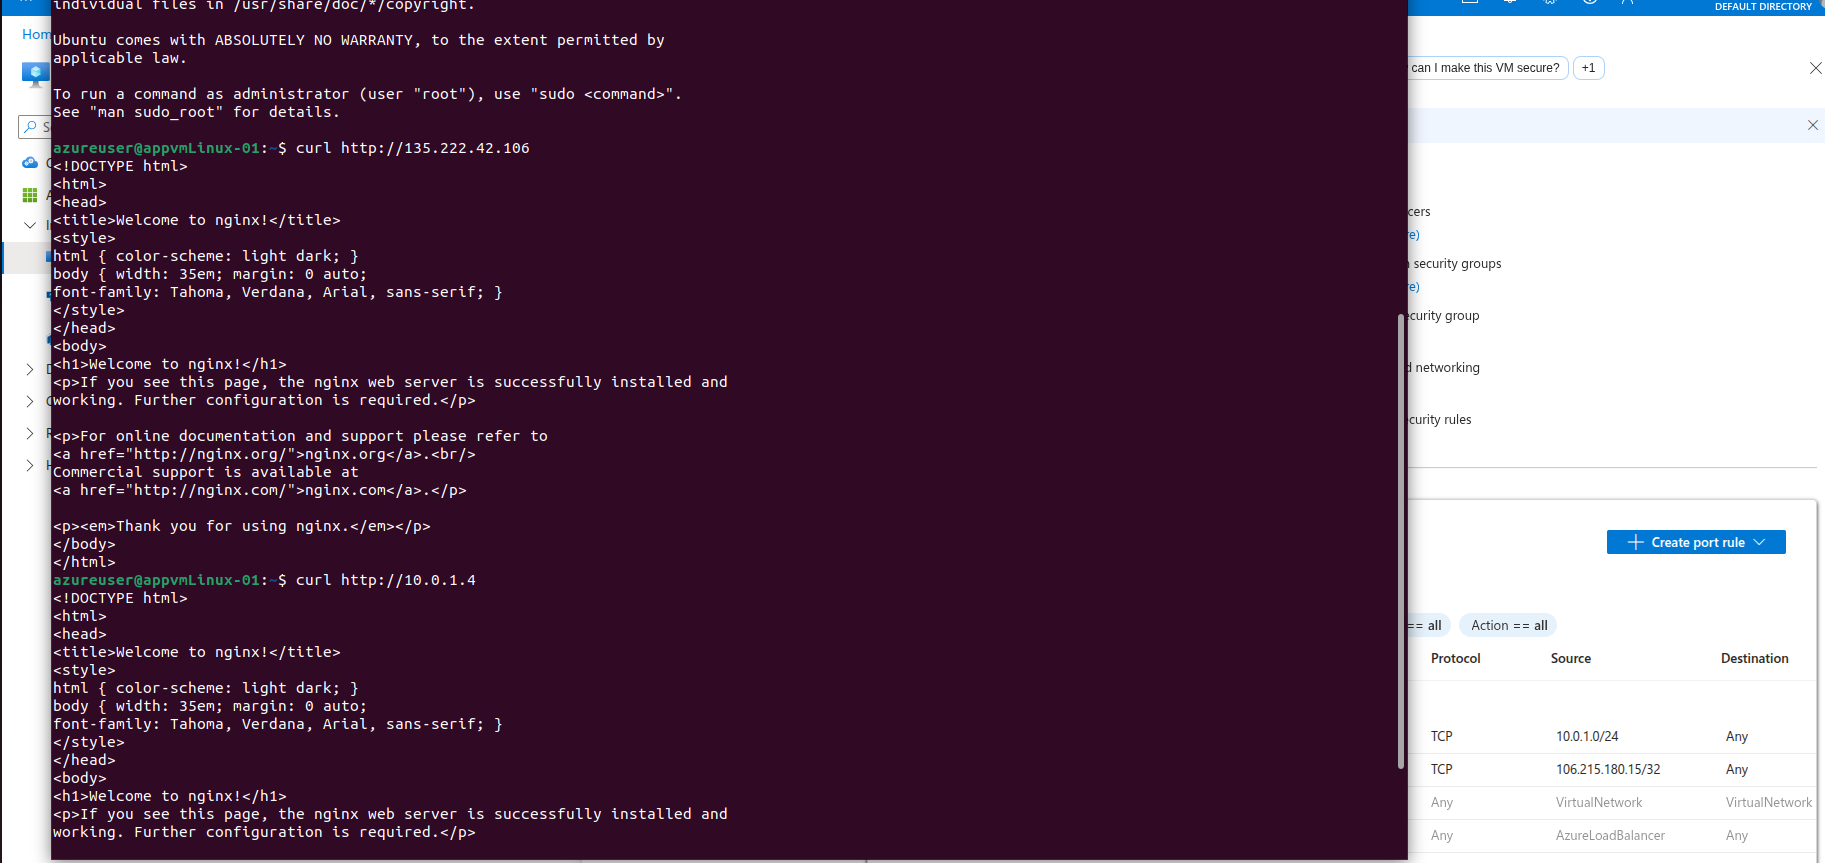 DEFAULT DIRECTORY
Hom
can I make this VM secure?
+1
individual files in /usr/share/doc/*/copyright.
Ubuntu comes with ABSOLUTELY NO WARRANTY, to the extent permitted by
applicable law.
To run a command as administrator (user "root"), use "sudo <command>".
See "man sudo_root" for details.
azureuser@appvmLinux-01:~$ curl http://135.222.42.106
<!DOCTYPE html>
<html>
<head>
<title>Welcome to nginx!</title>
<style>
html { color-scheme: light dark; }
body { width: 35em; margin: 0 auto;
font-family: Tahoma, Verdana, Arial, sans-serif; }
</style>
</head>
<body>
<h1>Welcome to nginx!</h1>
<p>If you see this page, the nginx web server is successfully installed and
working. Further configuration is required.</p>
<p>For online documentation and support please refer to
<a href="http://nginx.org/">nginx.org</a>.<br/>
Commercial support is available at
<a href="http://nginx.com/">nginx.com</a>.</p>
<p><em>Thank you for using nginx.</em></p>
</body>
</html>
azureuser@appvmLinux-01:~$ curl http://10.0.1.4
<!DOCTYPE html>
<html>
<head>
<title>Welcome to nginx!</title>
<style>
html { color-scheme: light dark; }
body { width: 35em; margin: 0 auto;
font-family: Tahoma, Verdana, Arial, sans-serif; }
</style>
</head>
<body>
<h1>Welcome to nginx!</h1>
<p>If you see this page, the nginx web server is successfully installed and
working. Further configuration is required.</p>
cers
re)
security groups
re)
ecurity group
d networking
ecurity rules
Create port rule
== all
Action == all
Protocol Source Destination
TCP 10.0.1.0/24 Any
TCP 106.215.180.15/32 Any
Any VirtualNetwork VirtualNetwork
Any AzureLoadBalancer Any